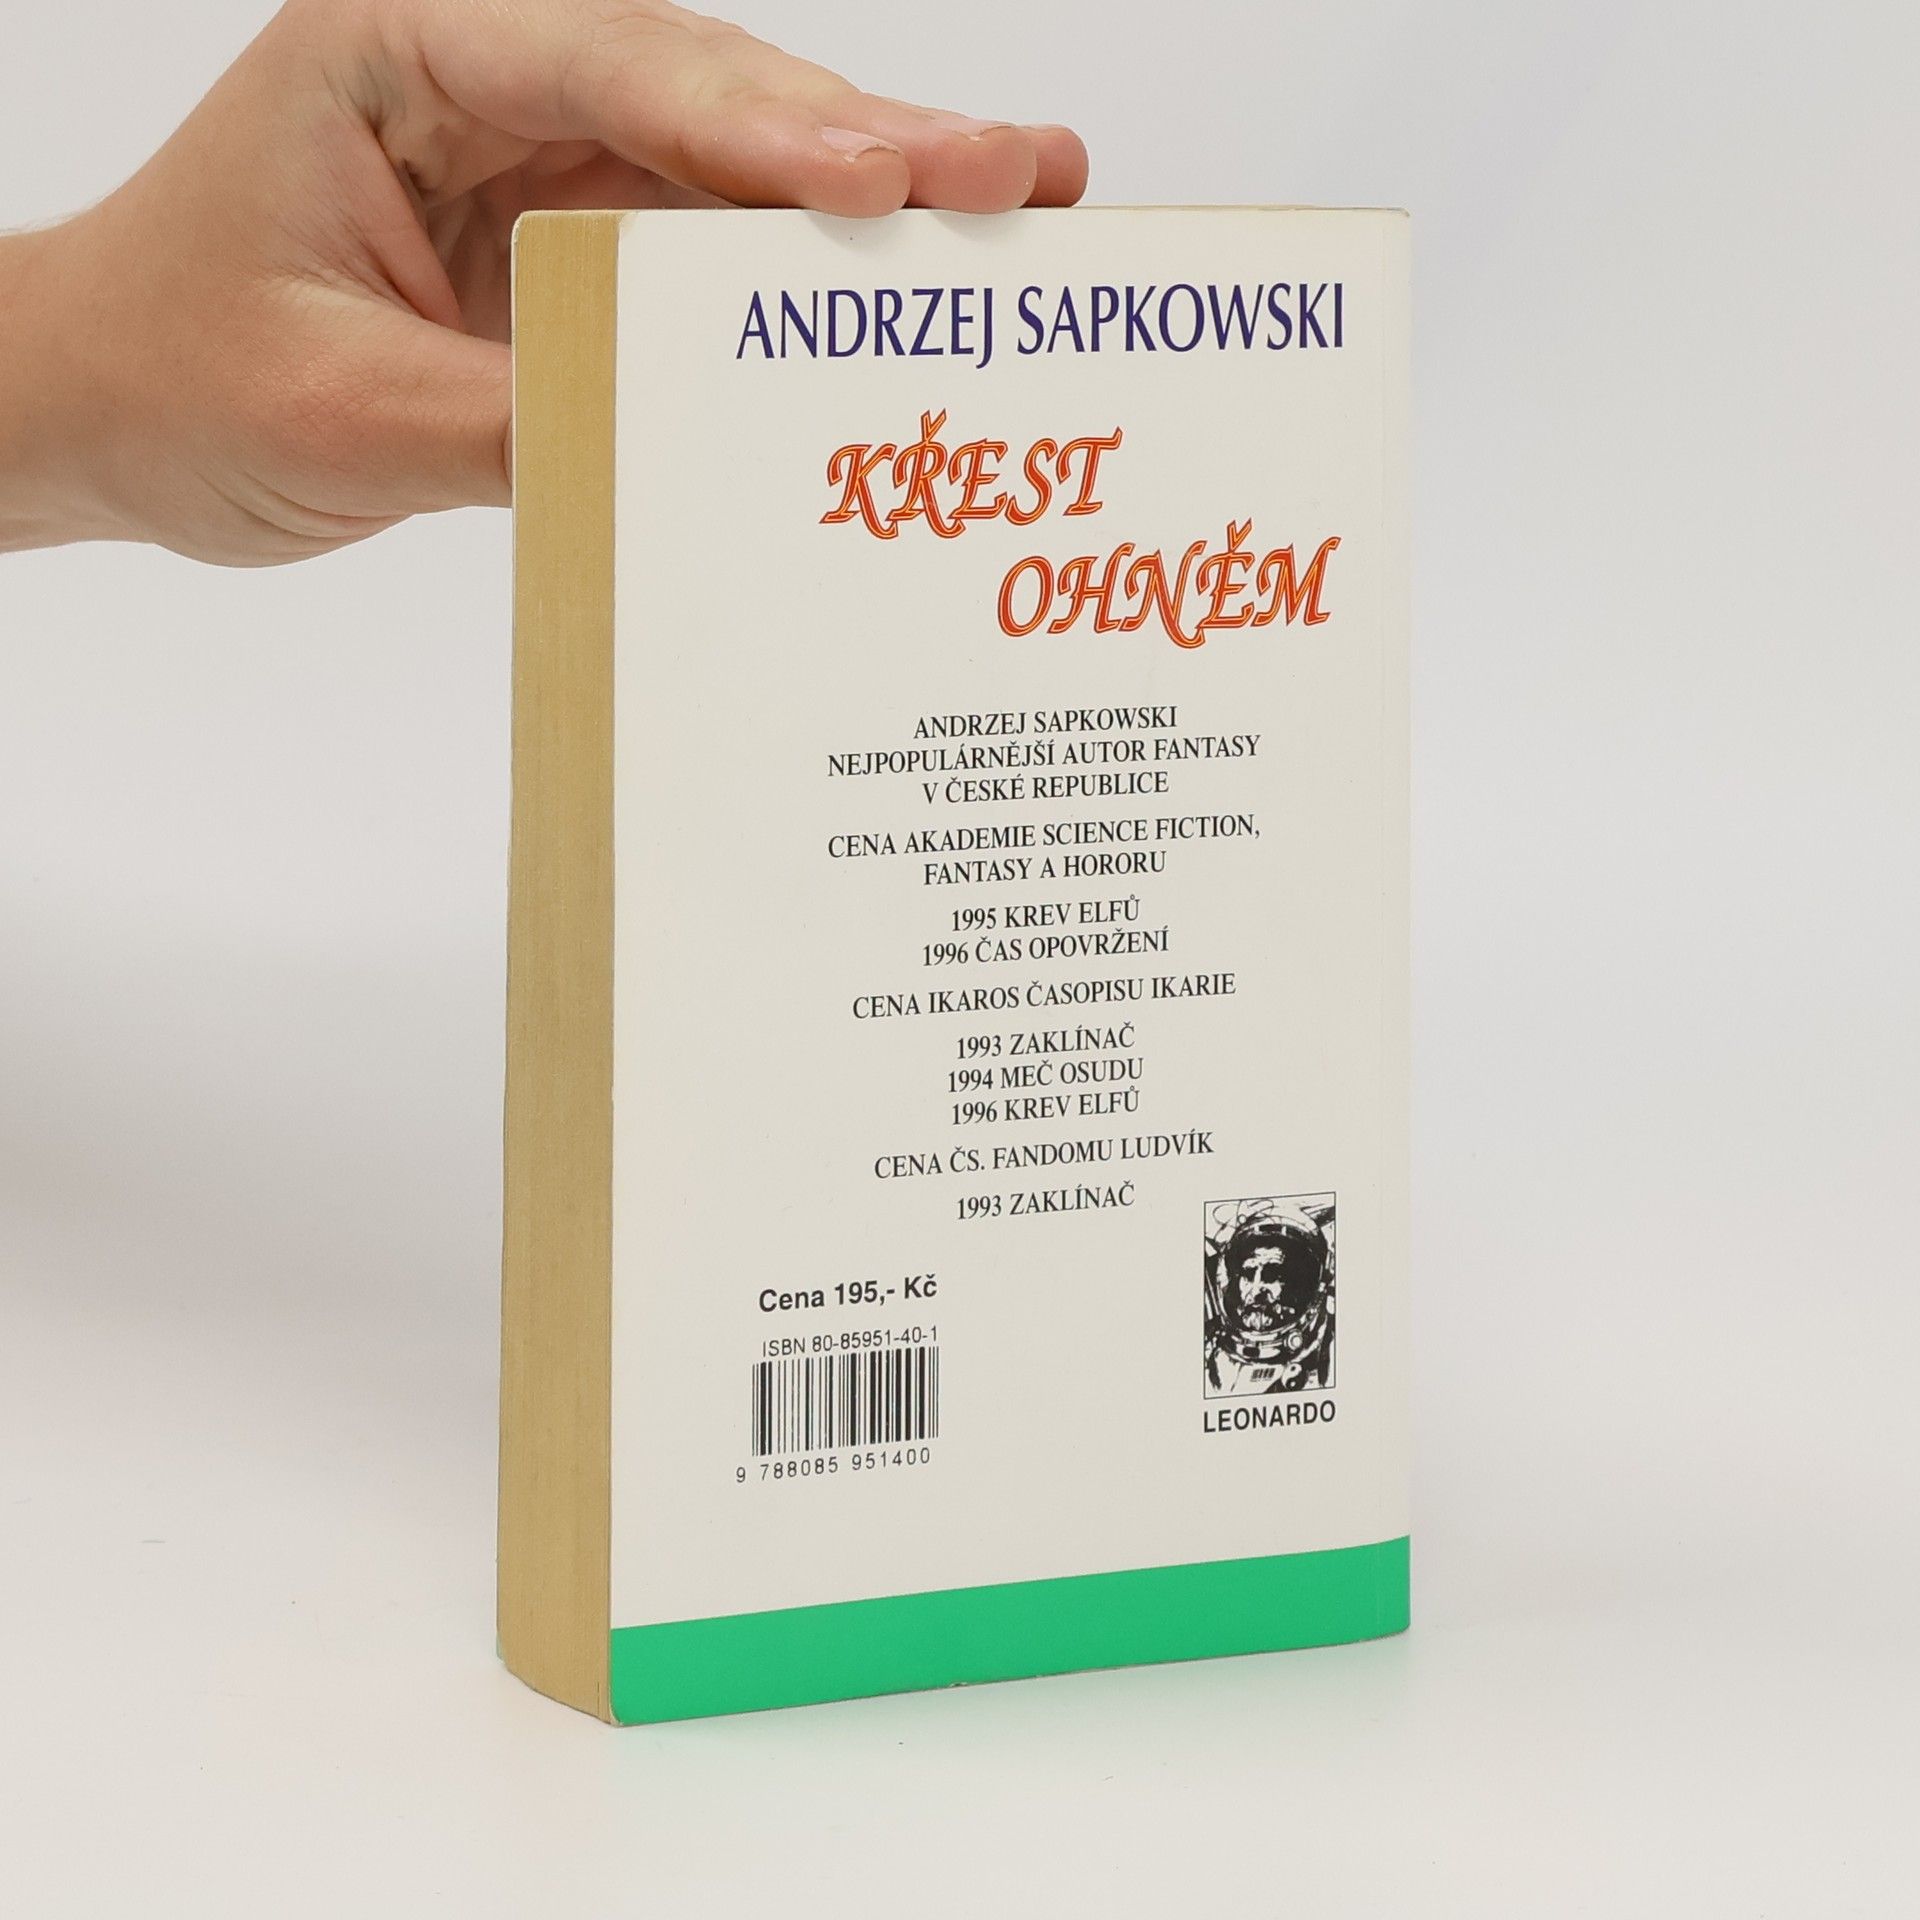 ANDRZEJ SAPKOWSKI
KŘEST
OHNĚM
ANDRZEJ SAPKOWSKI
NEJPOPULÁRNĚJŠÍ AUTOR FANTASY
V ČESKÉ REPUBLICE
CENA AKADEMIE SCIENCE FICTION,
FANTASY A HORORU
1995 KREV ELFŮ
1996 ČAS OPOVRŽENÍ
CENA IKAROS ČASOPISU IKARIE
1993 ZAKLÍNAČ
1994 MEČ OSUDU
1996 KREV ELFŮ
CENA ČS. FANDOMU LUDVÍK
1993 ZAKLÍNAČ
Cena 195,- Kč
ISBN 80-85951-40-1
9 788085 951400
LEONARDO